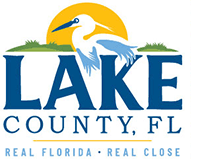 LAKE
COUNTY, FL
REAL FLORIDA · REAL CLOSE